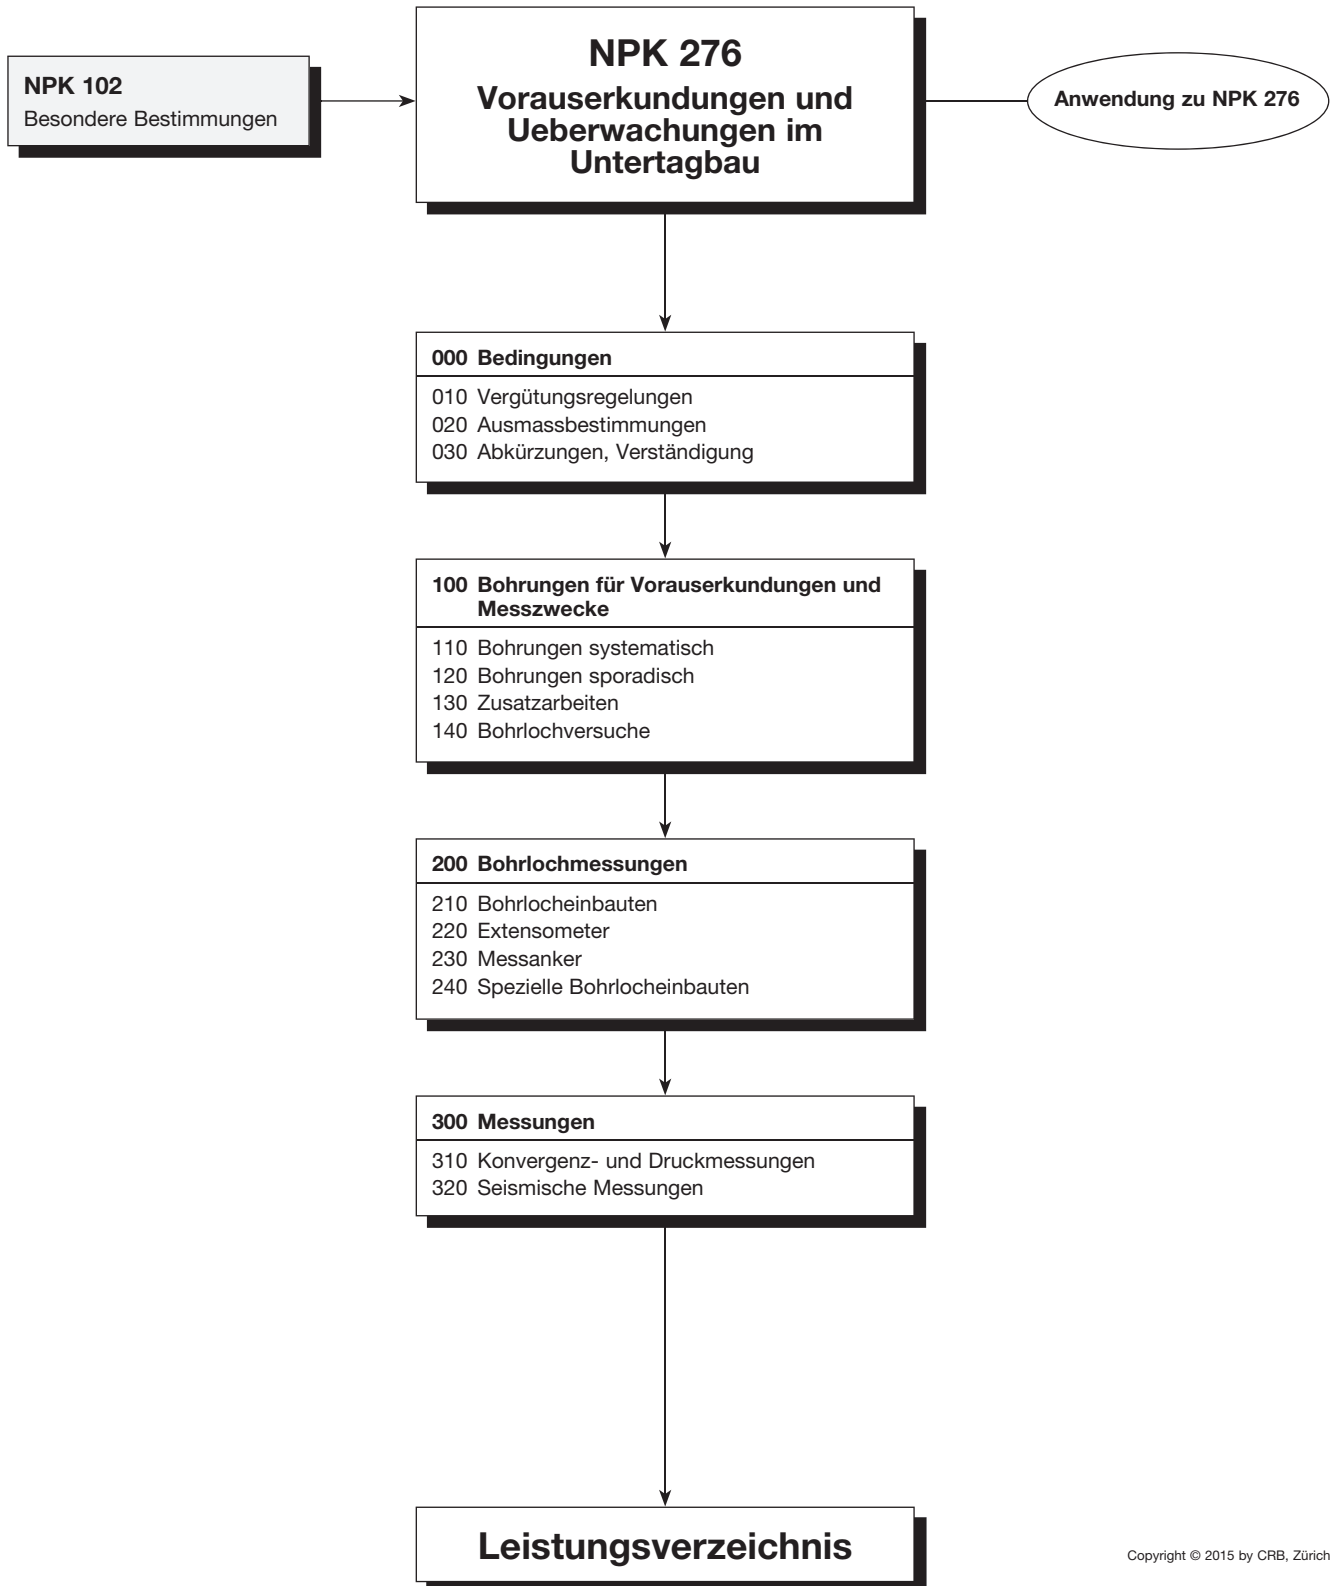 NPK 102
Besondere Bestimmungen
NPK 276
Vorauserkundungen und
Ueberwachungen im
Untertagbau
Anwendung zu NPK 276
000 Bedingungen
010 Vergütungsregelungen
020 Ausmassbestimmungen
030 Abkürzungen, Verständigung
100 Bohrungen für Vorauserkundungen und
Messzwecke
110 Bohrungen systematisch
120 Bohrungen sporadisch
130 Zusatzarbeiten
140 Bohrlochversuche
200 Bohrlochmessungen
210 Bohrlocheinbauten
220 Extensometer
230 Messanker
240 Spezielle Bohrlocheinbauten
300 Messungen
310 Konvergenz- und Druckmessungen
320 Seismische Messungen
Leistungsverzeichnis
Copyright © 2015 by CRB, Zürich